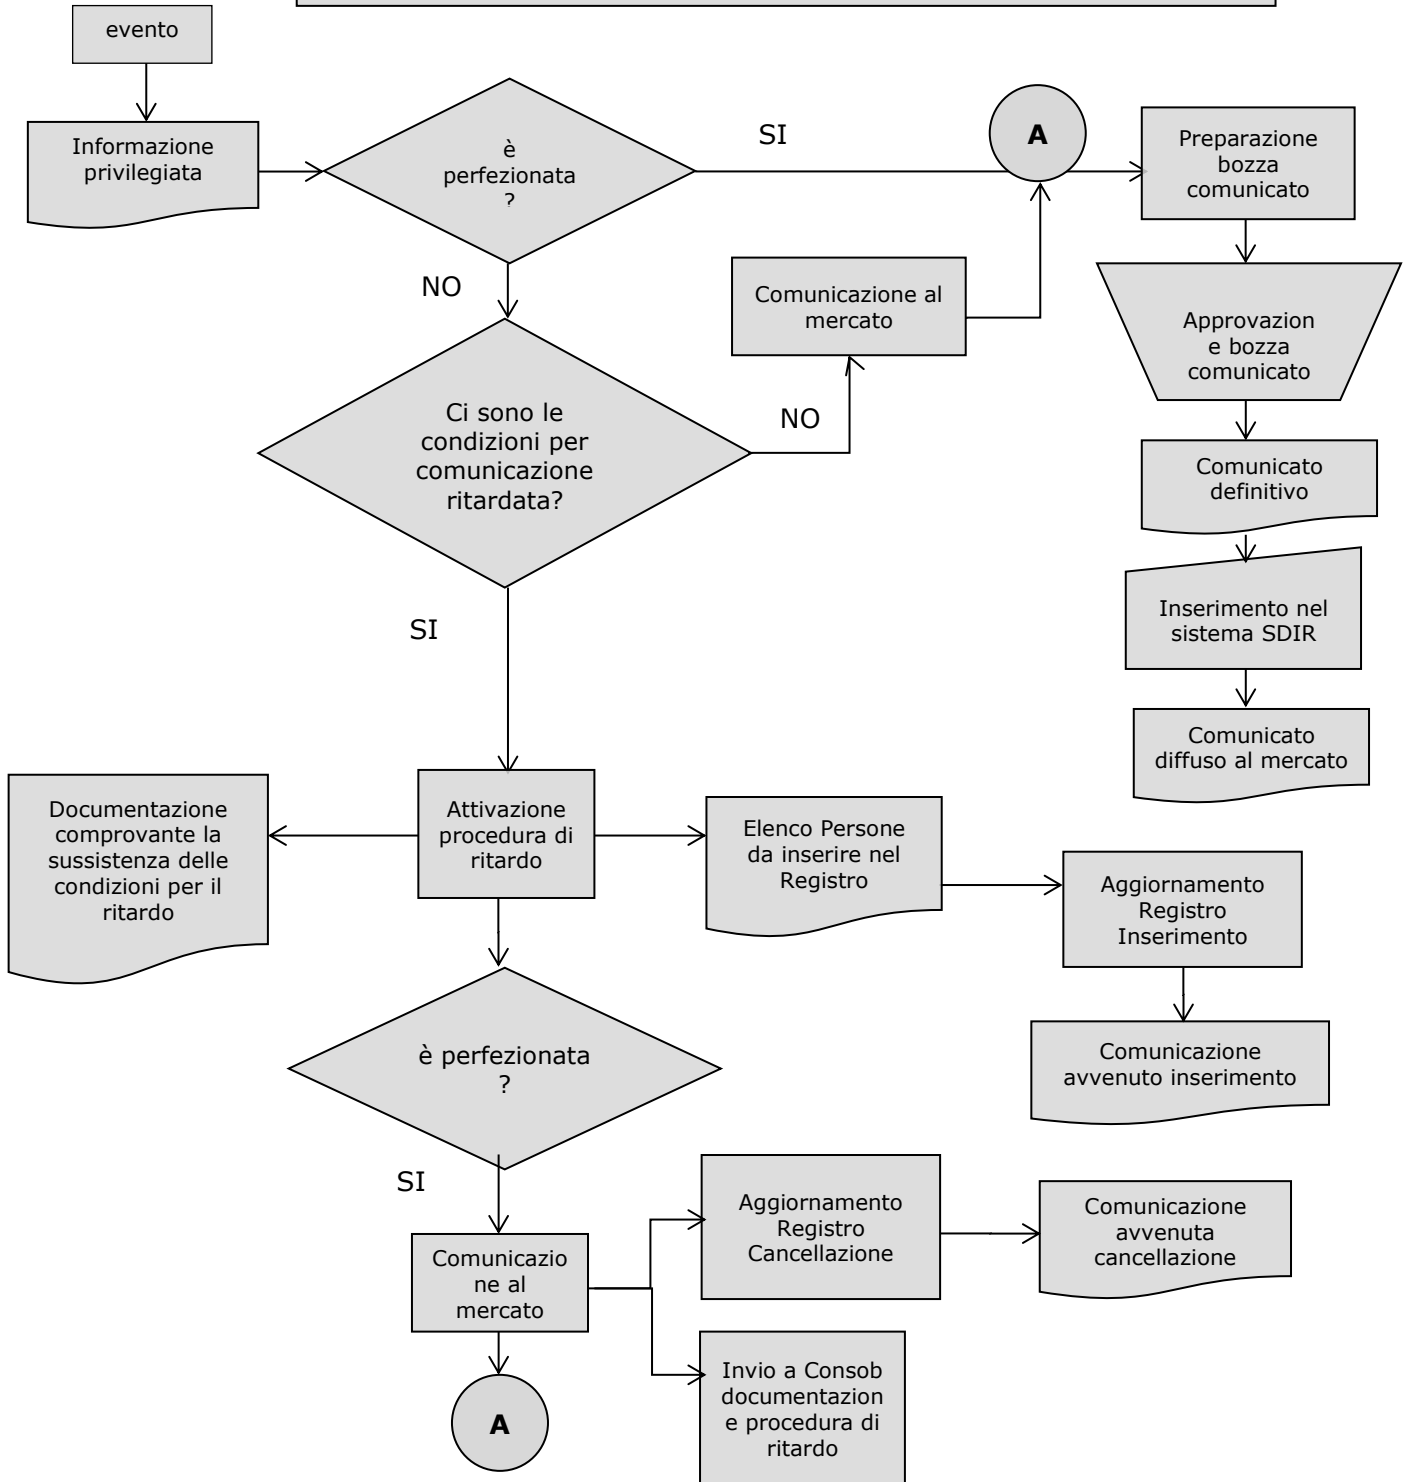 evento
Informazione
privilegiata
è
perfezionata
?
SI
A
Preparazione
bozza
comunicato
NO
Comunicazione al
mercato
Approvazion
e bozza
comunicato
Ci sono le
condizioni per
comunicazione
ritardata?
NO
Comunicato
definitivo
Inserimento nel
sistema SDIR
SI
Comunicato
diffuso al mercato
Documentazione
comprovante la
sussistenza delle
condizioni per il
ritardo
Attivazione
procedura di
ritardo
Elenco Persone
da inserire nel
Registro
Aggiornamento
Registro
Inserimento
è perfezionata
?
Comunicazione
avvenuto inserimento
SI
Aggiornamento
Registro
Cancellazione
Comunicazione
avvenuta
cancellazione
Comunicazio
ne al
mercato
Invio a Consob
documentazion
e procedura di
ritardo
A